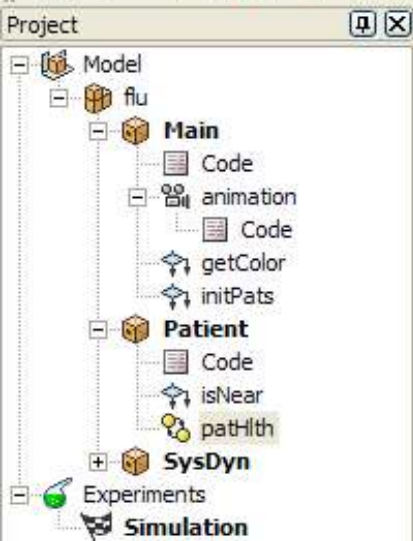 Project
Model
flu
Main
Code
animation
Code
getColor
initPats
Patient
Code
isNear
patHlth
SysDyn
Experiments
Simulation